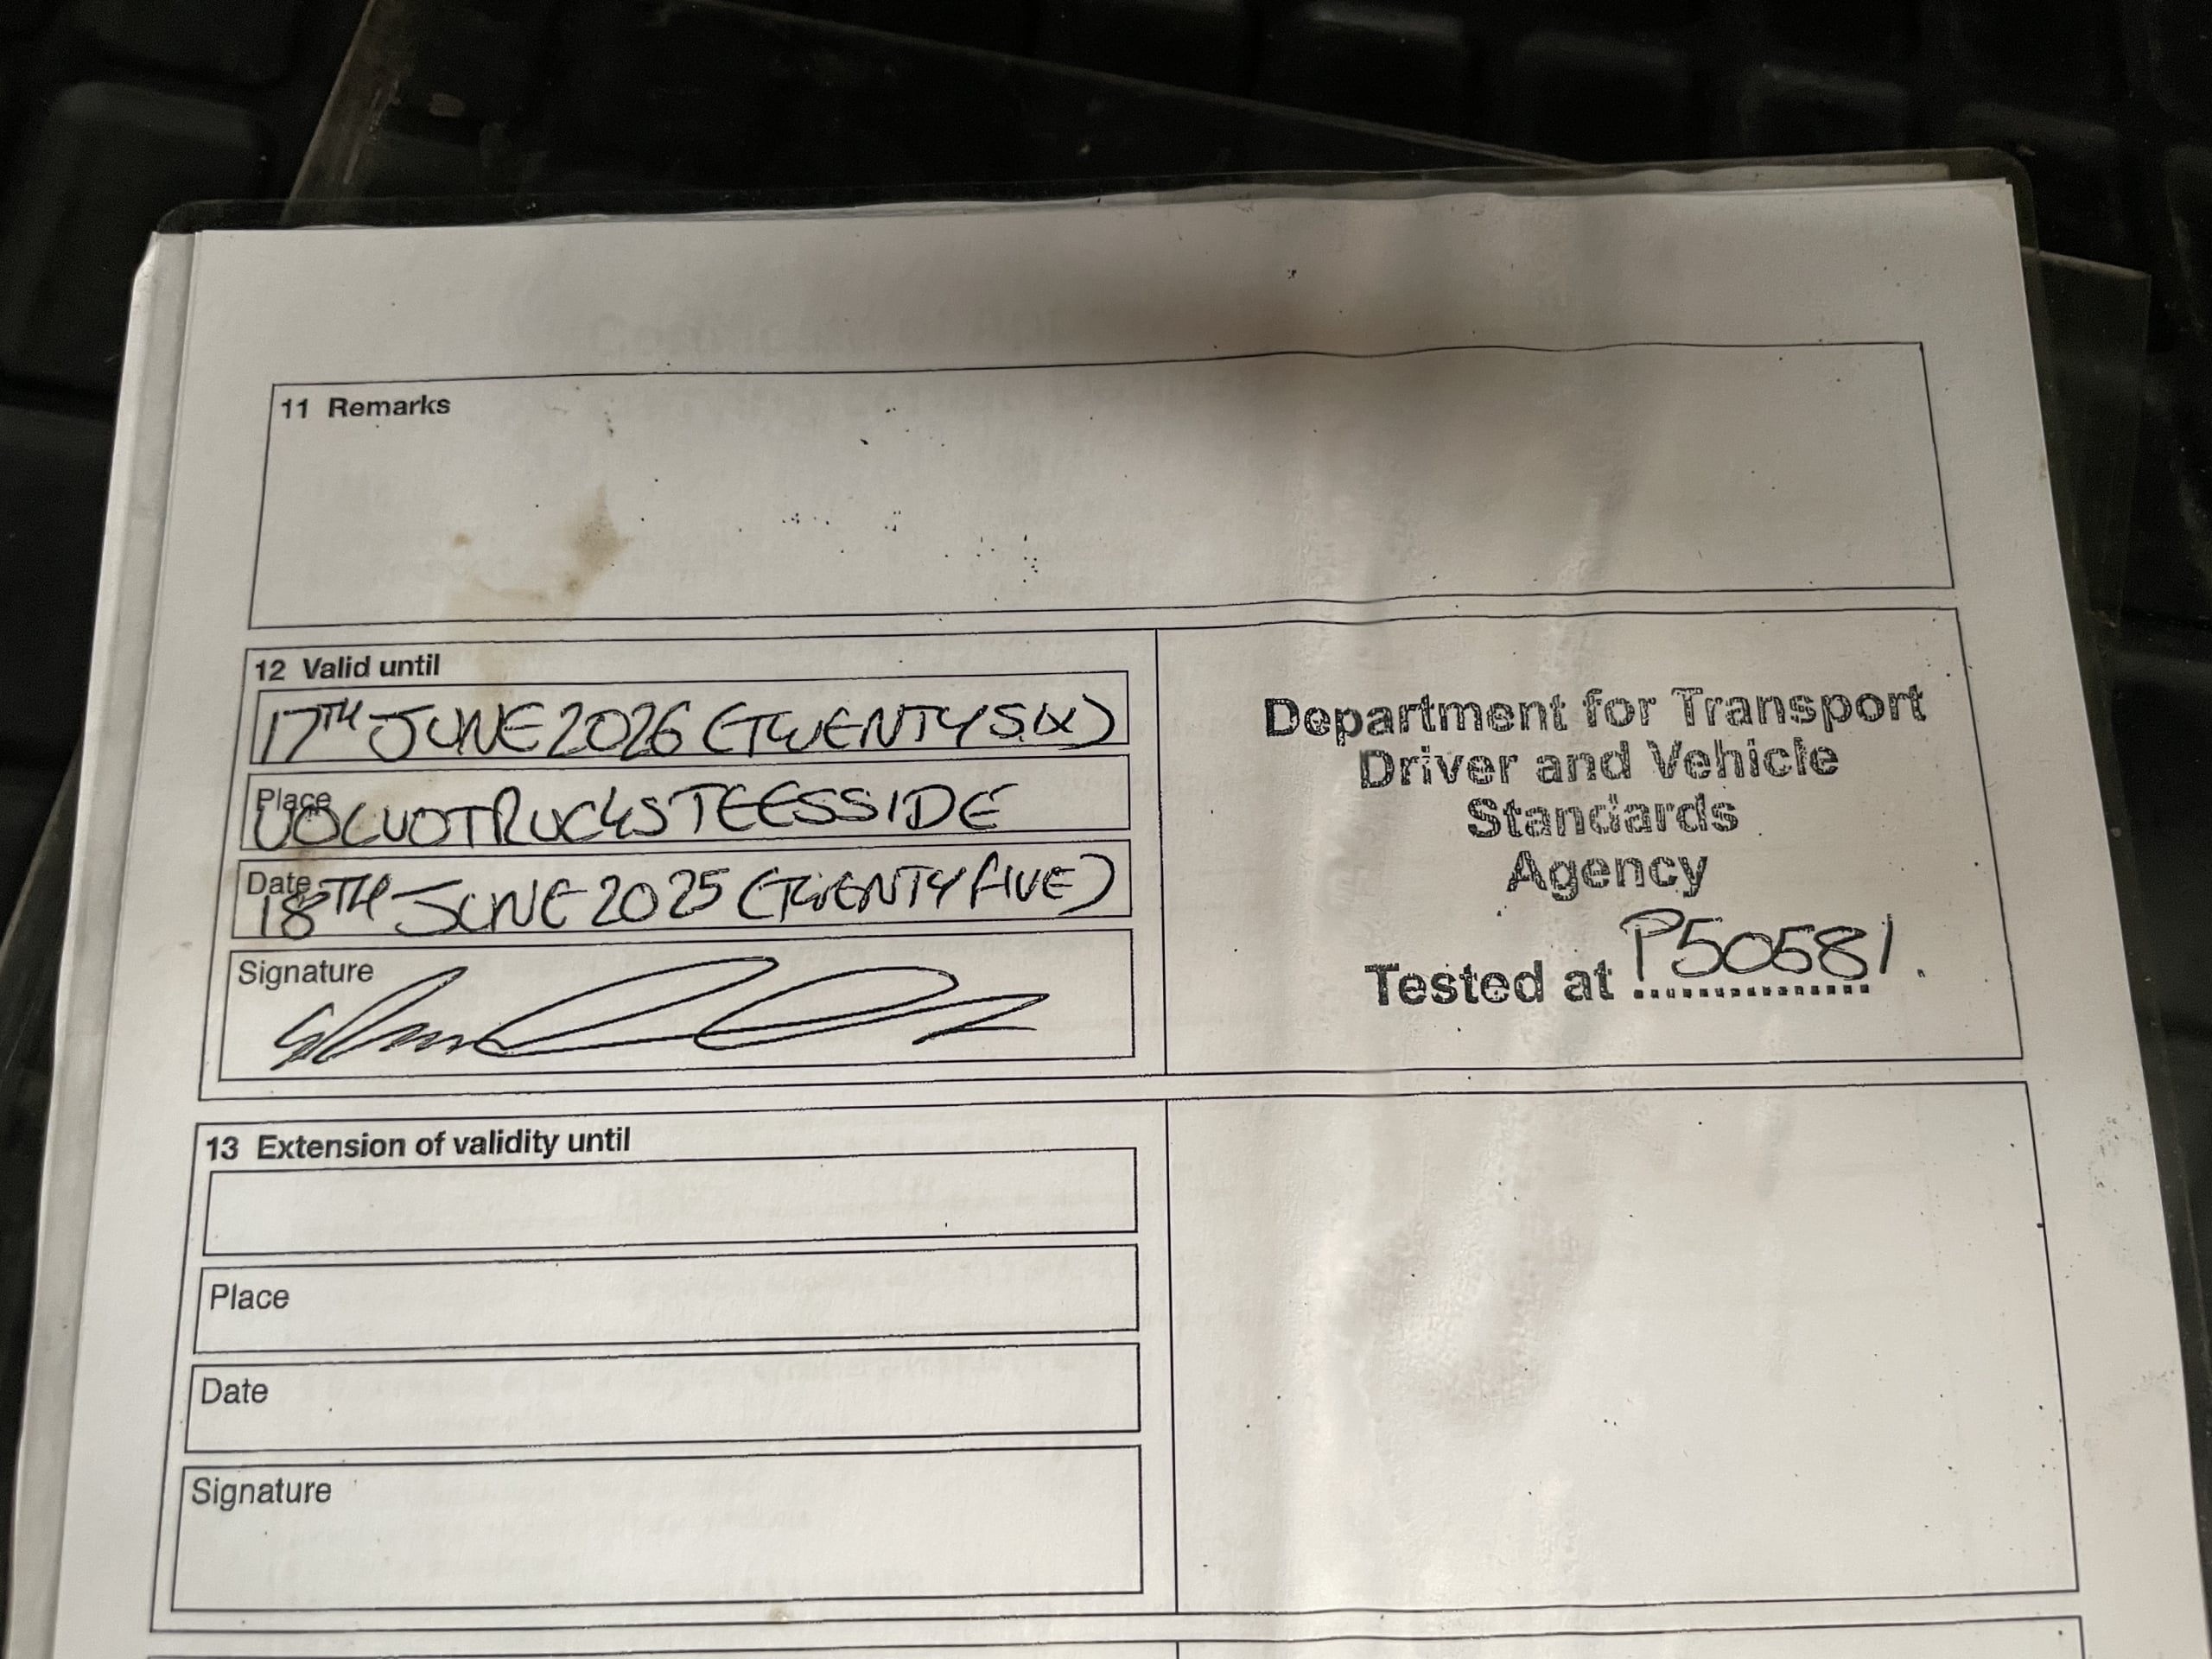 11 Remarks
12 Valid until
17TH JUNE 2026 (TWENTY SIX)
Place
VOLVO TRUCKS TEESSIDE
Date
18TH JUNE 2025 (TWENTY FIVE)
Signature
Department for Transport
Driver and Vehicle
Standards
Agency
Tested at P50581.
13 Extension of validity until
Place
Date
Signature